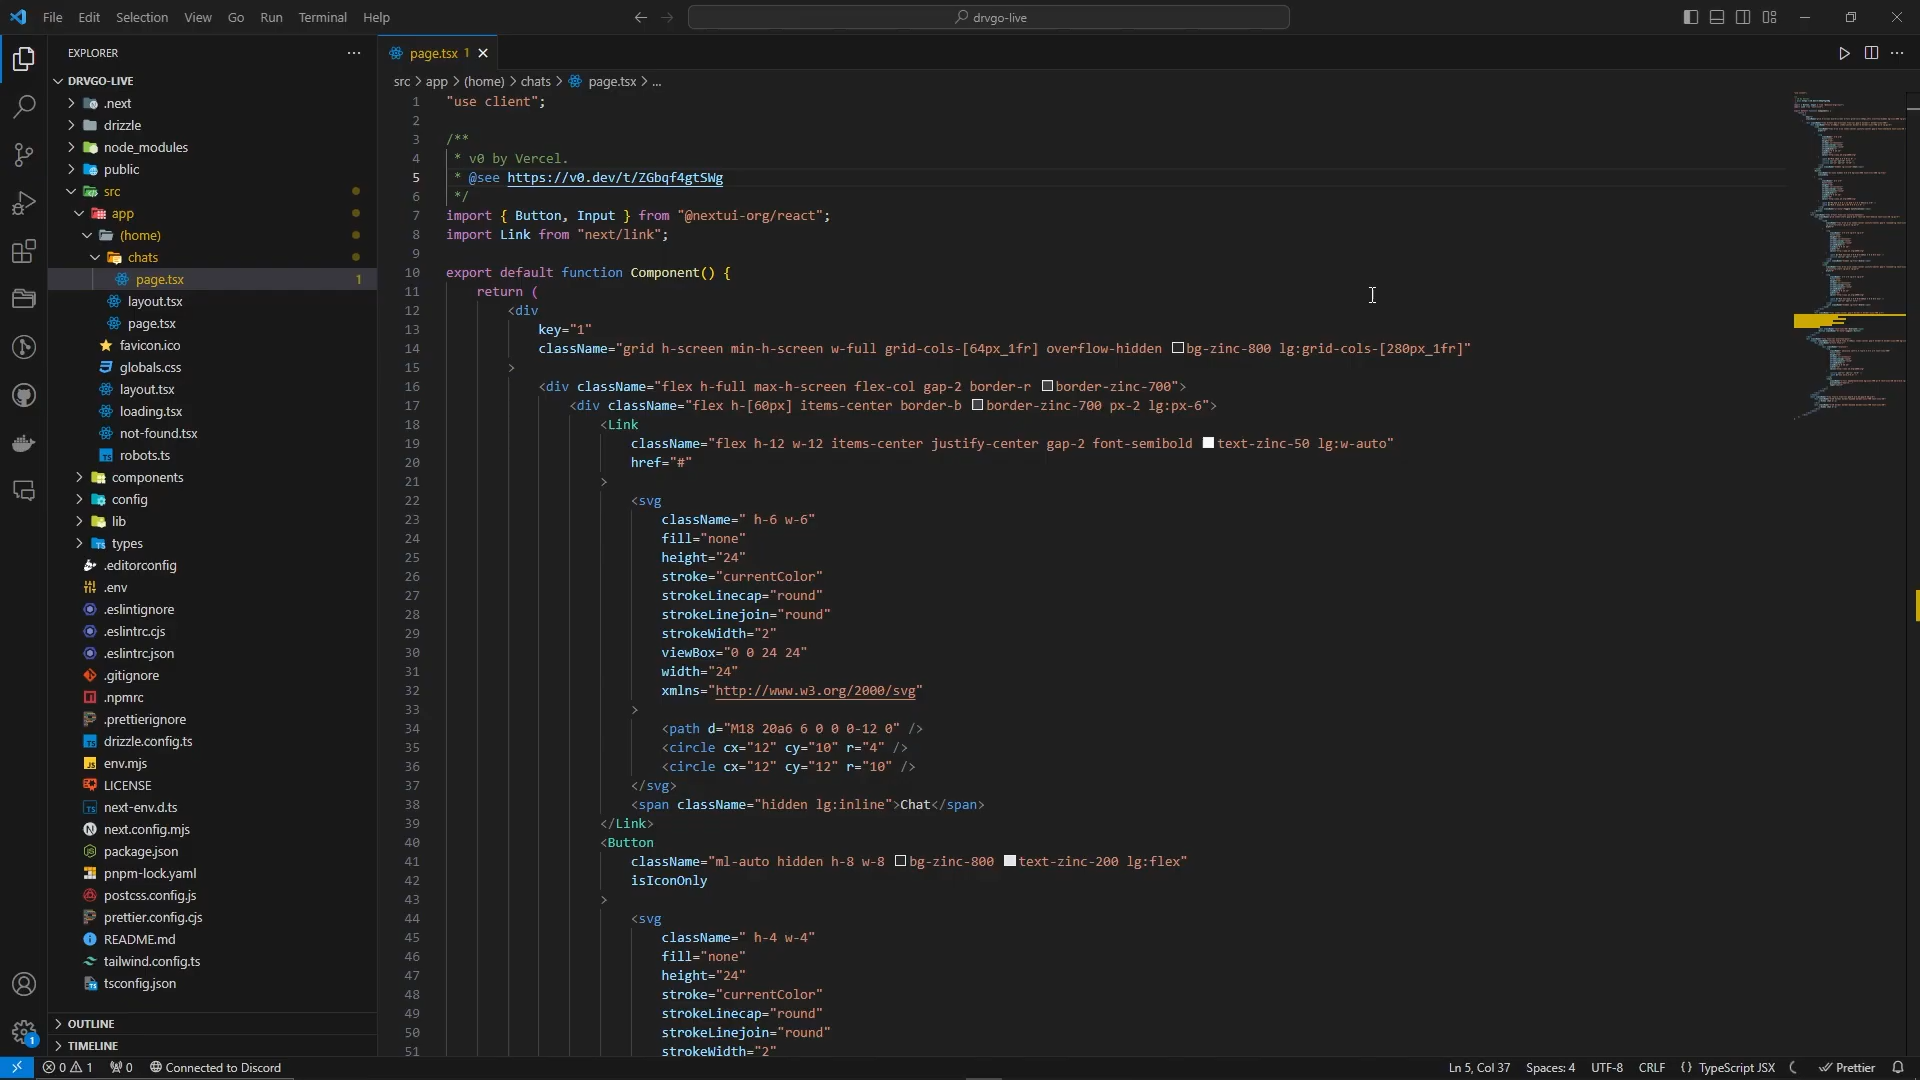 File Edit Selection View Go Run Terminal Help
drvgo-live
EXPLORER
DRVGO-LIVE
.next
drizzle
node_modules
public
src
app
(home)
chats
page.tsx 1
layout.tsx
page.tsx
favicon.ico
globals.css
layout.tsx
loading.tsx
not-found.tsx
robots.ts
components
config
lib
types
.editorconfig
.env
.eslintignore
.eslintrc.cjs
.eslintrc.json
.gitignore
.npmrc
.prettierignore
drizzle.config.ts
env.mjs
LICENSE
next-env.d.ts
next.config.mjs
package.json
pnpm-lock.yaml
postcss.config.js
prettier.config.cjs
README.md
tailwind.config.ts
tsconfig.json
OUTLINE
TIMELINE
page.tsx 1
src > app > (home) > chats > page.tsx > ...
1 "use client";
2
3 /**
4 * v0 by Vercel.
5 * @see https://v0.dev/t/ZGbqf4gtSWg
6 */
7 import { Button, Input } from "@nextui-org/react";
8 import Link from "next/link";
9
10 export default function Component() {
11 return (
12 <div
13 key="1"
14 className="grid h-screen min-h-screen w-full grid-cols-[64px_1fr] overflow-hidden bg-zinc-800 lg:grid-cols-[280px_1fr]"
15 >
16 <div className="flex h-full max-h-screen flex-col gap-2 border-r border-zinc-700">
17 <div className="flex h-[60px] items-center border-b border-zinc-700 px-2 lg:px-6">
18 <Link
19 className="flex h-12 w-12 items-center justify-center gap-2 font-semibold text-zinc-50 lg:w-auto"
20 href="#"
21 >
22 <svg
23 className=" h-6 w-6"
24 fill="none"
25 height="24"
26 stroke="currentColor"
27 strokeLinecap="round"
28 strokeLinejoin="round"
29 strokeWidth="2"
30 viewBox="0 0 24 24"
31 width="24"
32 xmlns="http://www.w3.org/2000/svg"
33 >
34 <path d="M18 20a6 6 0 0 0-12 0" />
35 <circle cx="12" cy="10" r="4" />
36 <circle cx="12" cy="12" r="10" />
37 </svg>
38 <span className="hidden lg:inline">Chat</span>
39 </Link>
40 <Button
41 className="ml-auto hidden h-8 w-8 bg-zinc-800 text-zinc-200 lg:flex"
42 isIconOnly
43 >
44 <svg
45 className=" h-4 w-4"
46 fill="none"
47 height="24"
48 stroke="currentColor"
49 strokeLinecap="round"
50 strokeLinejoin="round"
51 strokeWidth="2"
1
0 1 0 Connected to Discord
Ln 5, Col 37 Spaces: 4 UTF-8 CRLF {} TypeScript JSX Prettier